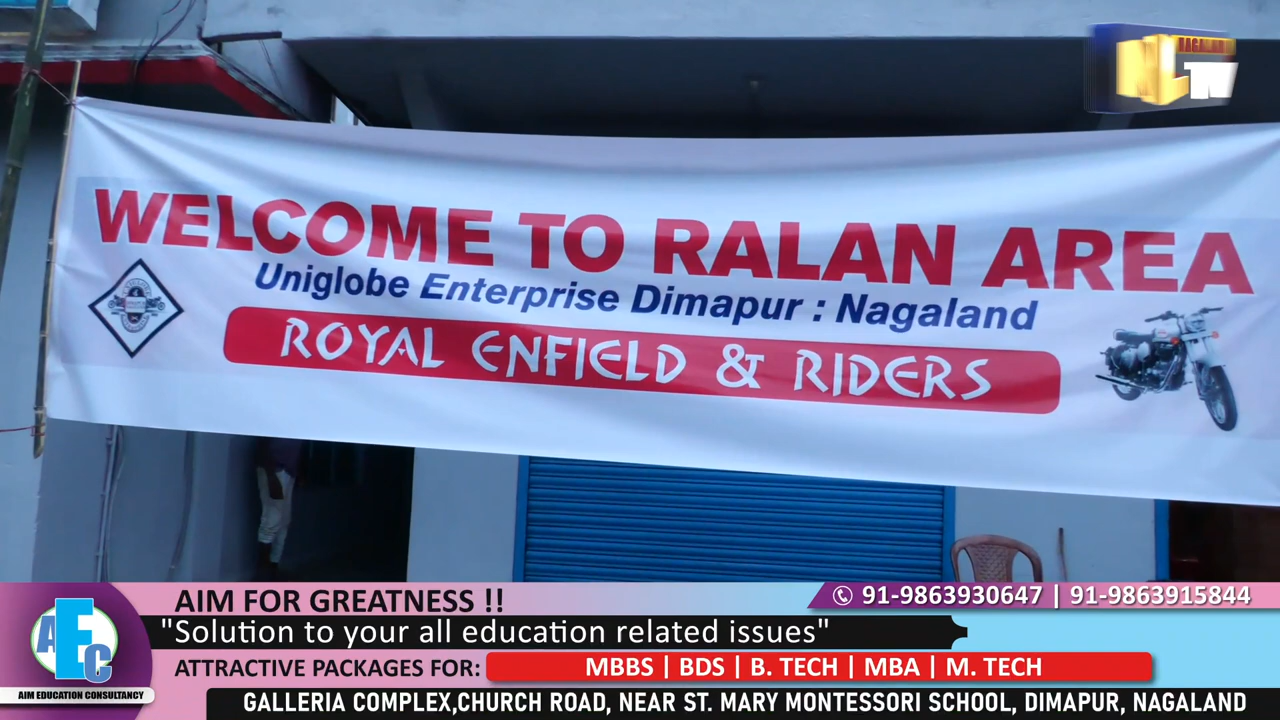 NAGALAND
NLTV
WELCOME TO RALAN AREA
Uniglobe Enterprise Dimapur : Nagaland
ROYAL ENFIELD & RIDERS
AIM FOR GREATNESS !!
91-9863930647 | 91-9863915844
"Solution to your all education related issues"
ATTRACTIVE PACKAGES FOR:
MBBS | BDS | B. TECH | MBA | M. TECH
AEC
AIM EDUCATION CONSULTANCY
GALLERIA COMPLEX,CHURCH ROAD, NEAR ST. MARY MONTESSORI SCHOOL, DIMAPUR, NAGALAND